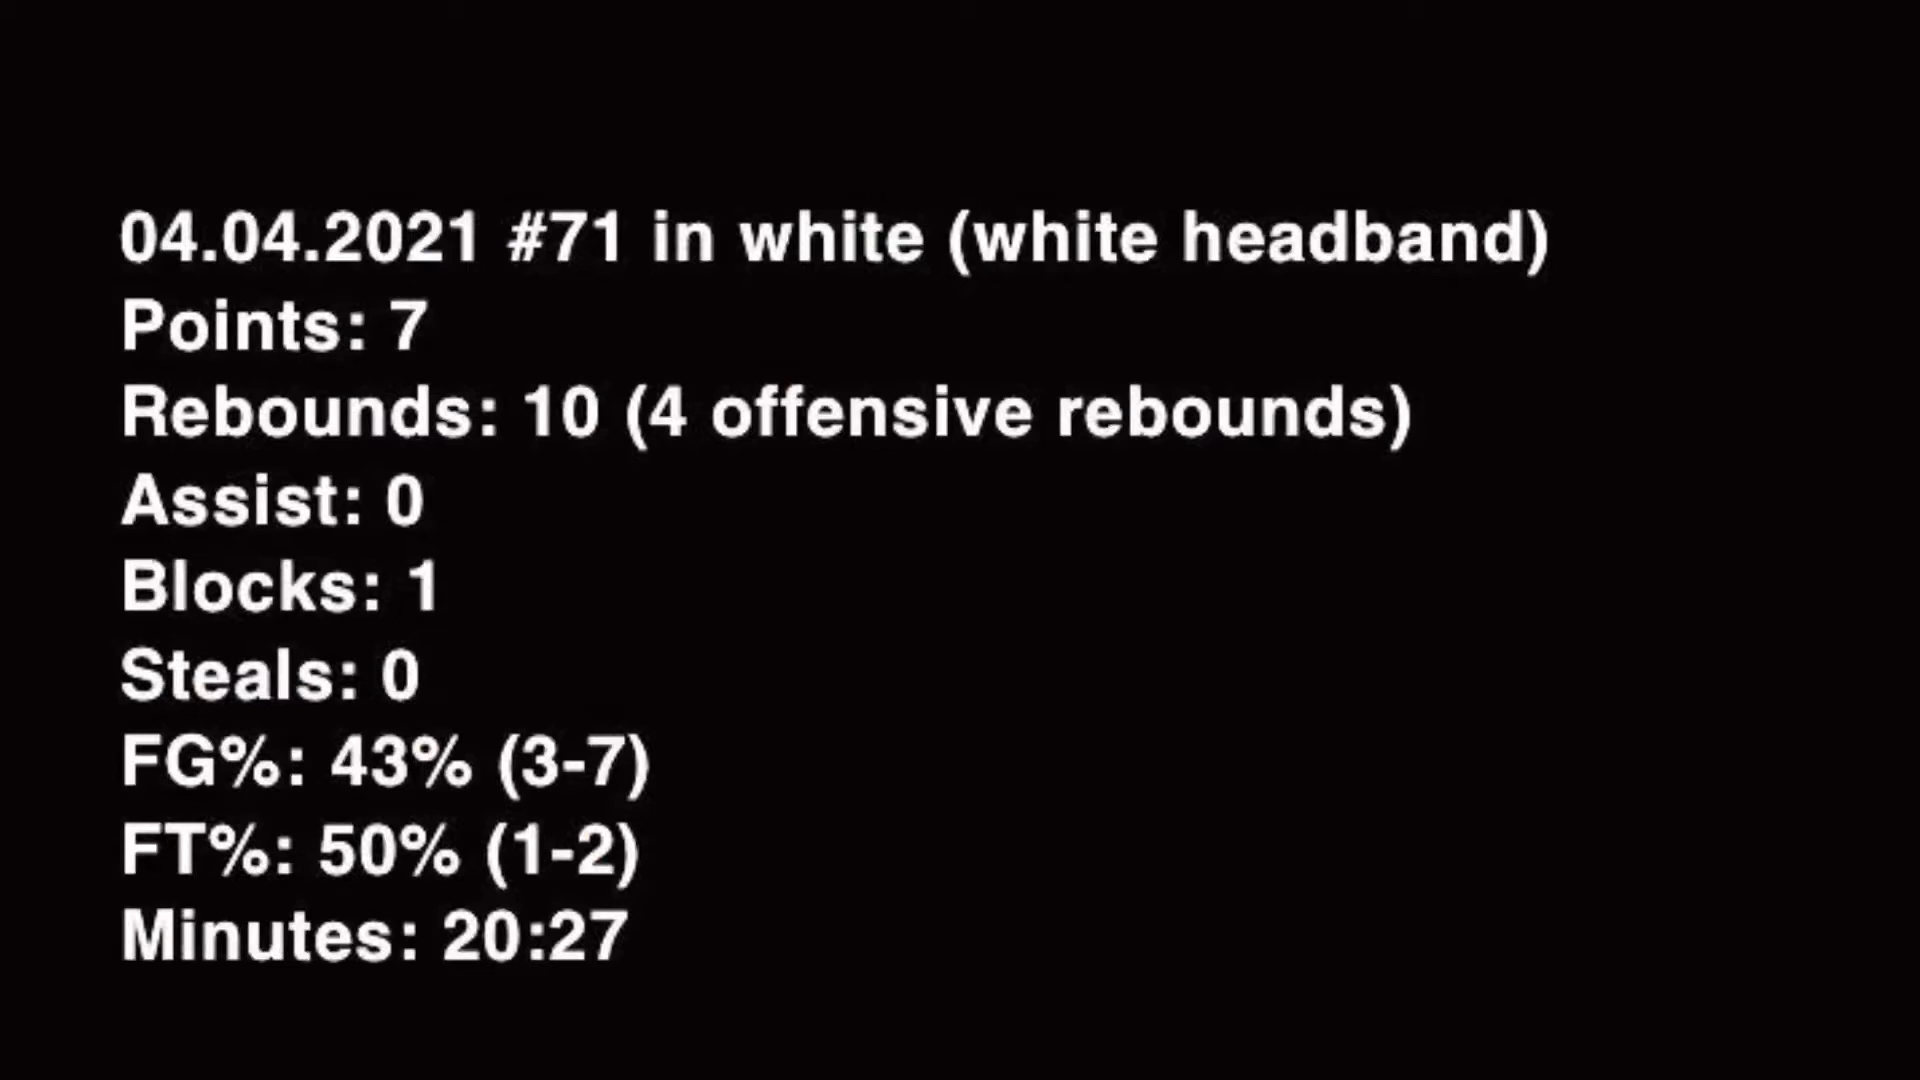 04.04.2021 #71 in white (white headband)
Points: 7
Rebounds: 10 (4 offensive rebounds)
Assist: 0
Blocks: 1
Steals: 0
FG%: 43% (3-7)
FT%: 50% (1-2)
Minutes: 20:27